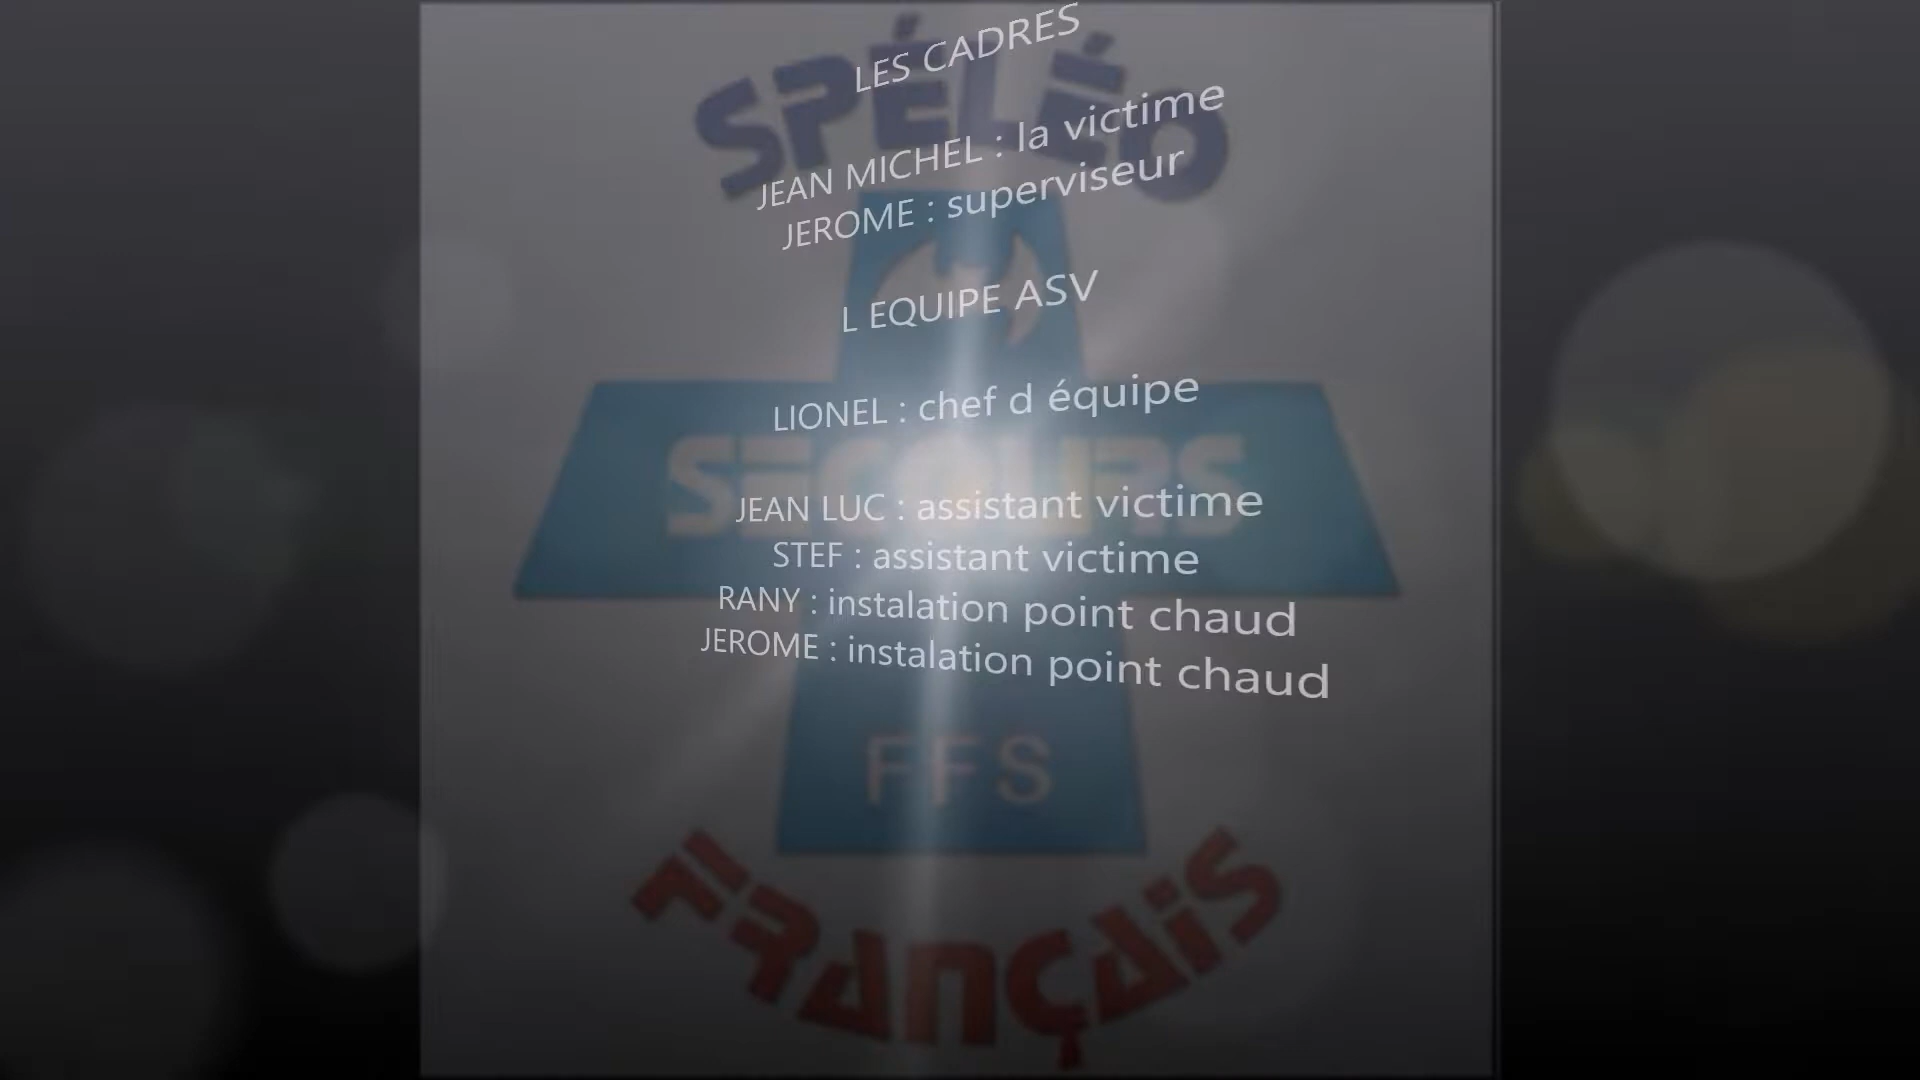 LES CADRES
JEAN MICHEL : la victime
JEROME : superviseur
L EQUIPE ASV
LIONEL : chef d équipe
JEAN LUC : assistant victime
STEF : assistant victime
RANY : instalation point chaud
JEROME : instalation point chaud
SPÉLÉO
SECOURS
FFS
FRANÇAIS